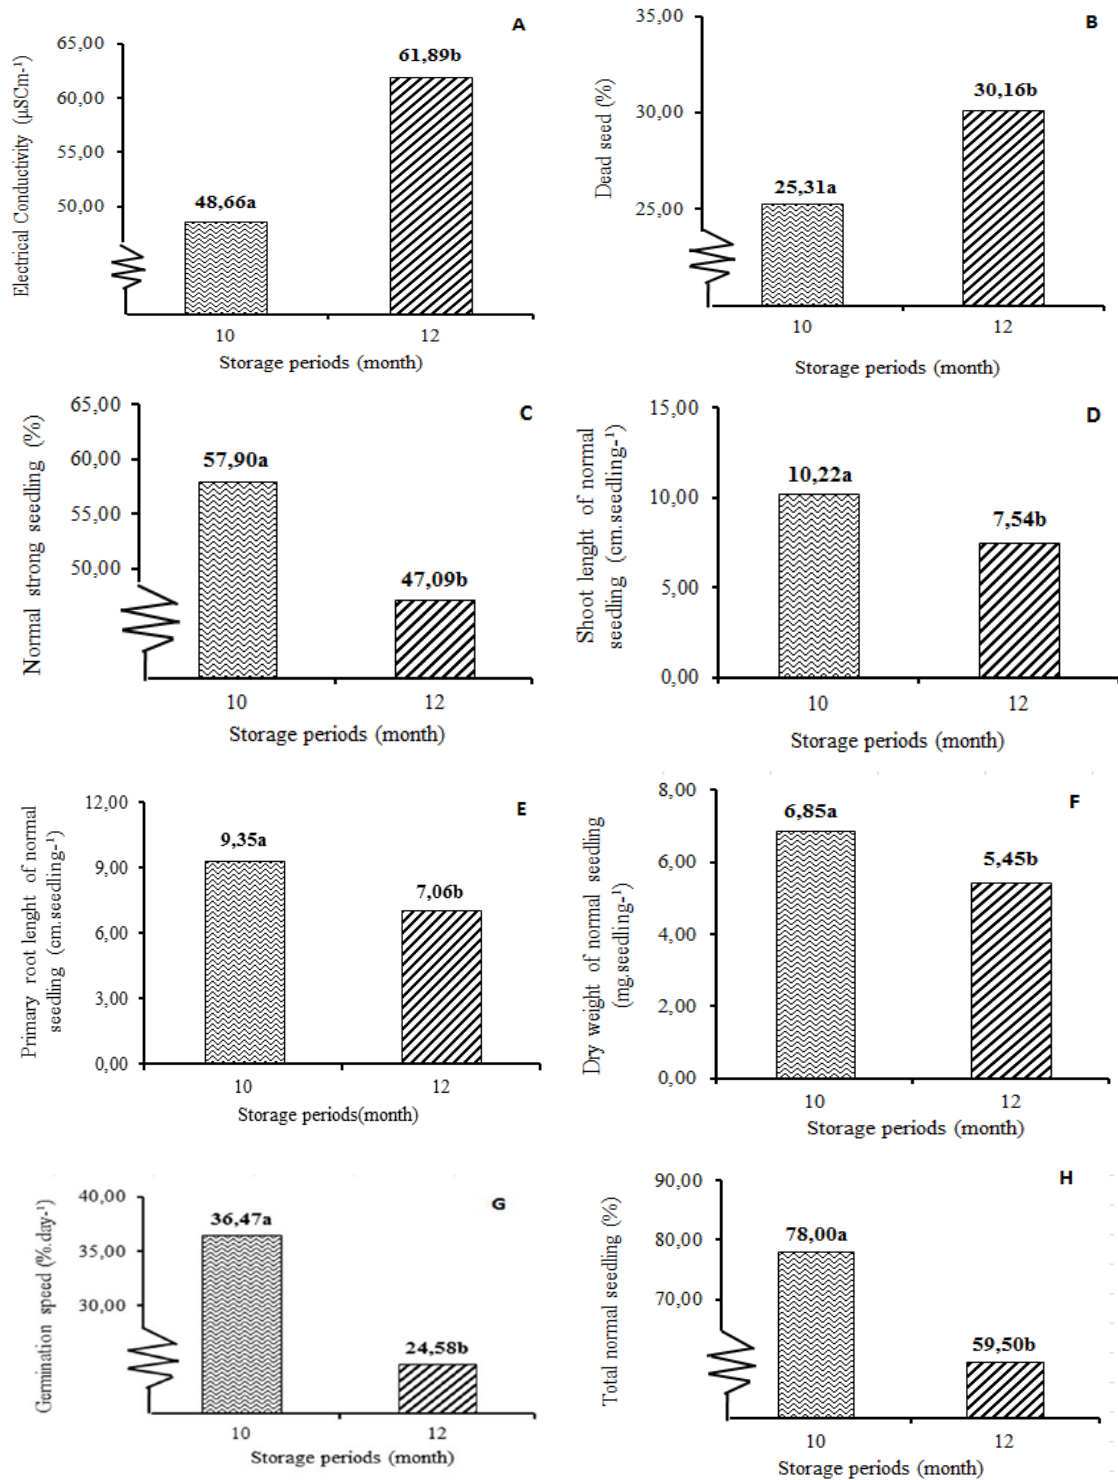 A
Electrical Conductivity (µSCm-¹)
65,00
60,00
55,00
50,00
48,66a
61,89b
10
12
Storage periods (month)
B
Dead seed (%)
35,00
30,00
25,00
25,31a
30,16b
10
12
Storage periods (month)
C
Normal strong seedling (%)
65,00
60,00
55,00
50,00
57,90a
47,09b
10
12
Storage periods (month)
D
Shoot lenght of normal
seedling (cm.seedling-¹)
15,00
10,00
5,00
0,00
10,22a
7,54b
10
12
Storage periods (month)
E
Primary root lenght of normal
seedling (cm.seedling-¹)
12,00
9,00
6,00
3,00
0,00
9,35a
7,06b
10
12
Storage periods(month)
F
Dry weight of normal seedling
(mg.seedling-¹)
8,00
6,00
4,00
2,00
0,00
6,85a
5,45b
10
12
Storage periods (month)
G
Germination speed (%.day-¹)
40,00
35,00
30,00
36,47a
24,58b
10
12
Storage periods (month)
H
Total normal seedling (%)
90,00
80,00
70,00
78,00a
59,50b
10
12
Storage periods (month)